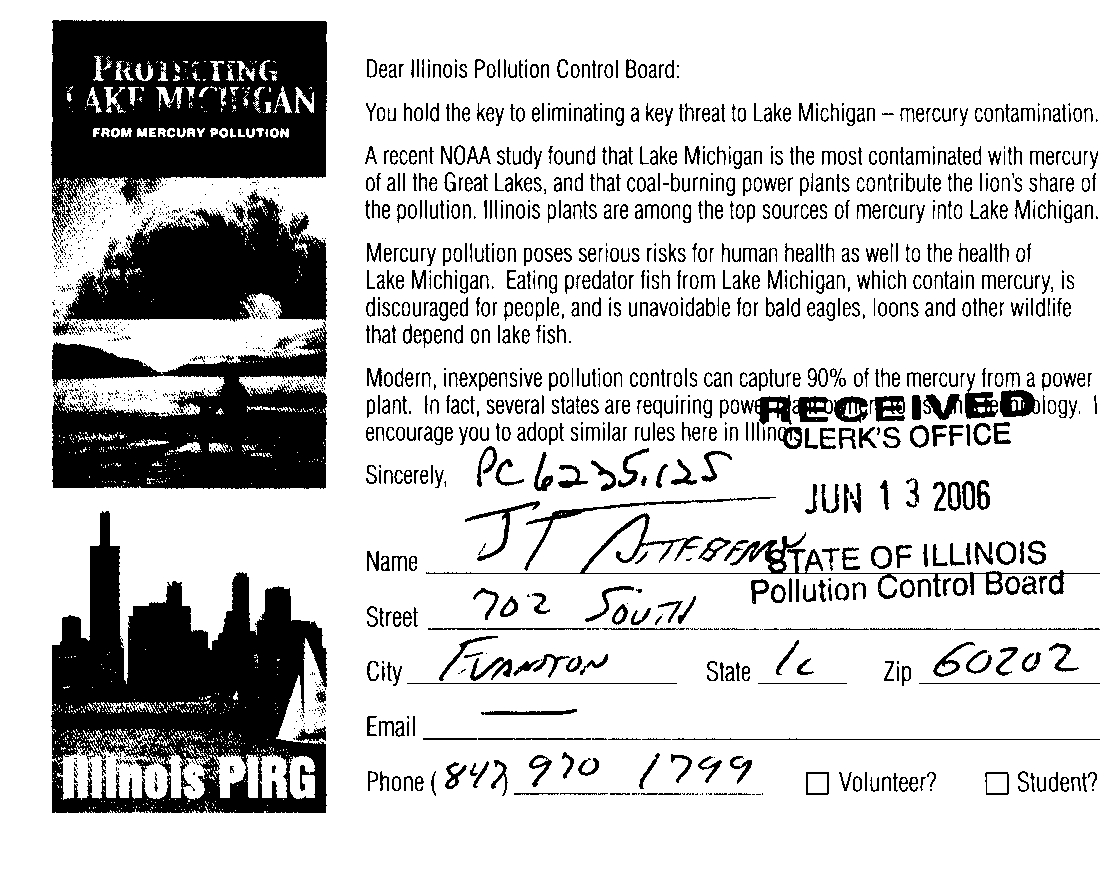 PROTECTING
LAKE MICHIGAN
FROM MERCURY POLLUTION
Illinois PIRG
Dear Illinois Pollution Control Board:
You hold the key to eliminating a key threat to Lake Michigan – mercury contamination.
A recent NOAA study found that Lake Michigan is the most contaminated with mercury
of all the Great Lakes, and that coal-burning power plants contribute the lion's share of
the pollution. Illinois plants are among the top sources of mercury into Lake Michigan.
Mercury pollution poses serious risks for human health as well to the health of
Lake Michigan. Eating predator fish from Lake Michigan, which contain mercury, is
discouraged for people, and is unavoidable for bald eagles, loons and other wildlife
that depend on lake fish.
Modern, inexpensive pollution controls can capture 90% of the mercury from a power
plant. In fact, several states are requiring power plant owners to use this technology. I
encourage you to adopt similar rules here in Illinois.
RECEIVED
CLERK'S OFFICE
JUN 13 2006
STATE OF ILLINOIS
Pollution Control Board
Sincerely, PC 6235.125
Name JT
Street 702 South
City Evanston State IL Zip 60202
Email —
Phone (847) 970 1799 Volunteer? Student?